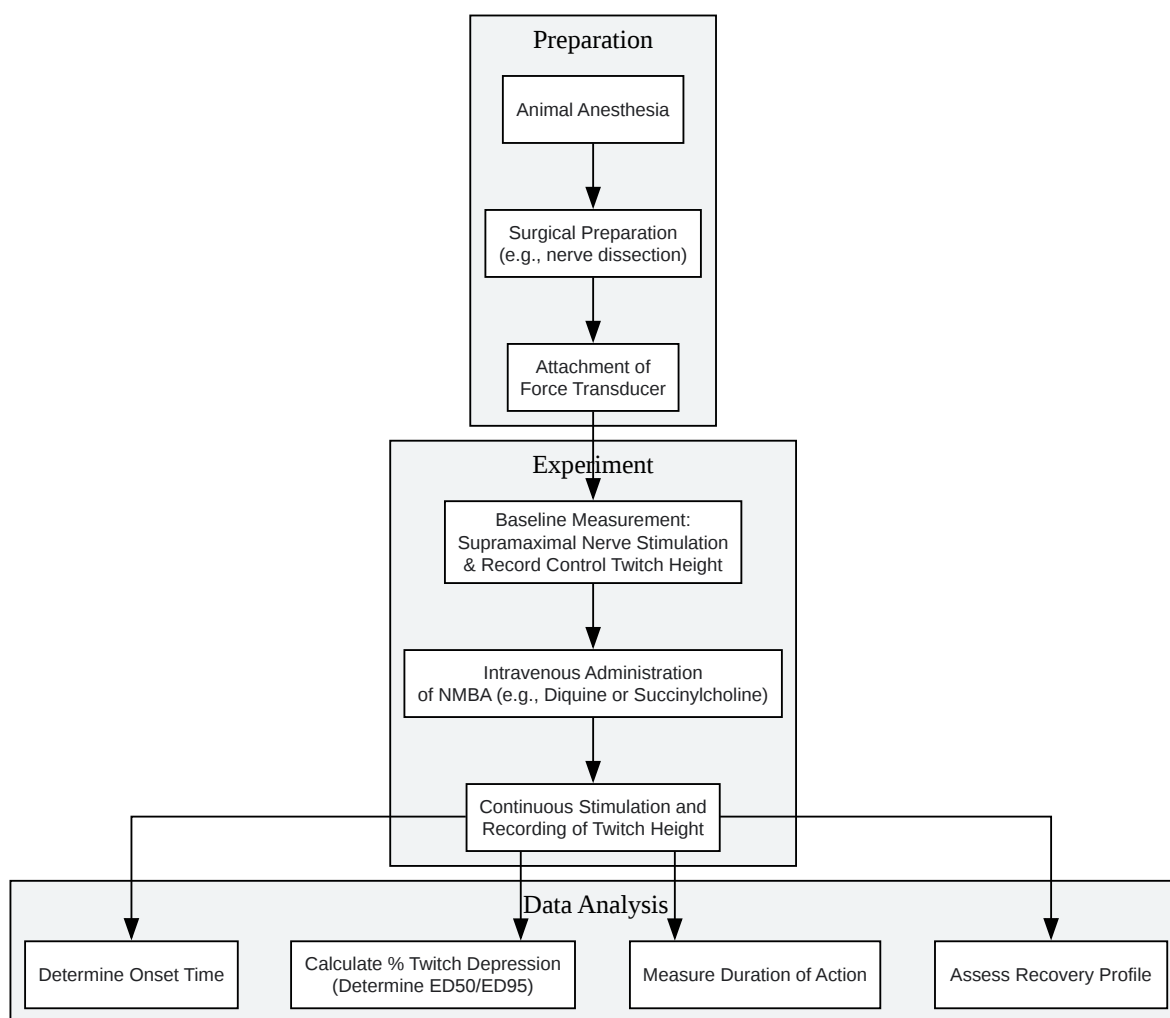 Preparation
Animal Anesthesia
Surgical Preparation
(e.g., nerve dissection)
Attachment of
Force Transducer
Experiment
Baseline Measurement:
Supramaximal Nerve Stimulation
& Record Control Twitch Height
Intravenous Administration
of NMBA (e.g., Diquine or Succinylcholine)
Continuous Stimulation and
Recording of Twitch Height
Data Analysis
Determine Onset Time
Calculate % Twitch Depression
(Determine ED50/ED95)
Measure Duration of Action
Assess Recovery Profile